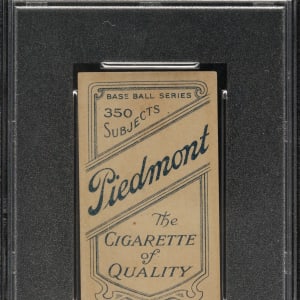 BASE BALL SERIES
350
SUBJECTS
Piedmont
The
CIGARETTE
of
QUALITY